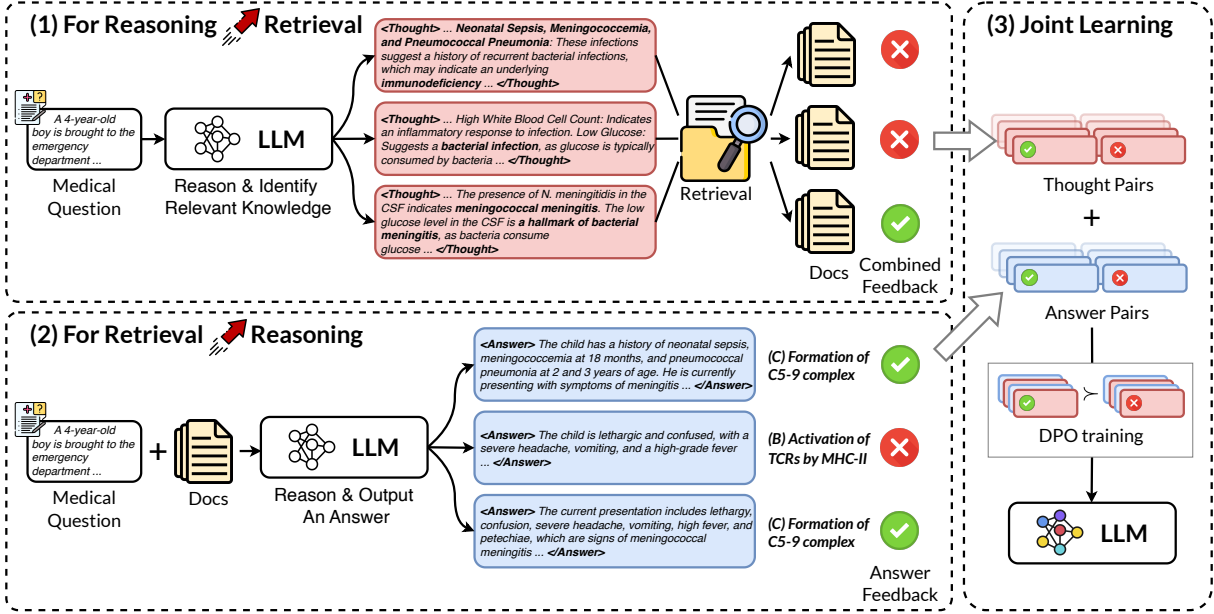 (1) For Reasoning Retrieval
A 4-year-old
boy is brought to the
emergency
department ...
Medical
Question
LLM
Reason & Identify
Relevant Knowledge
<Thought> ... Neonatal Sepsis, Meningococcemia,
and Pneumococcal Pneumonia: These infections
suggest a history of recurrent bacterial infections,
which may indicate an underlying
immunodeficiency ... </Thought>
<Thought> ... High White Blood Cell Count: Indicates
an inflammatory response to infection. Low Glucose:
Suggests a bacterial infection, as glucose is typically
consumed by bacteria ... </Thought>
<Thought> ... The presence of N. meningitidis in the
CSF indicates meningococcal meningitis. The low
glucose level in the CSF is a hallmark of bacterial
meningitis, as bacteria consume
glucose ... </Thought>
Retrieval
Docs
Combined
Feedback
(2) For Retrieval Reasoning
A 4-year-old
boy is brought to the
emergency
department ...
Medical
Question
+
Docs
LLM
Reason & Output
An Answer
<Answer> The child has a history of neonatal sepsis,
meningococcemia at 18 months, and pneumococcal
pneumonia at 2 and 3 years of age. He is currently
presenting with symptoms of meningitis ... </Answer>
<Answer> The child is lethargic and confused, with a
severe headache, vomiting, and a high-grade fever
... </Answer>
<Answer> The current presentation includes lethargy,
confusion, severe headache, vomiting, high fever, and
petechiae, which are signs of meningococcal
meningitis ... </Answer>
(C) Formation of
C5-9 complex
(B) Activation of
TCRs by MHC-II
(C) Formation of
C5-9 complex
Answer
Feedback
(3) Joint Learning
Thought Pairs
+
Answer Pairs
≻
DPO training
LLM